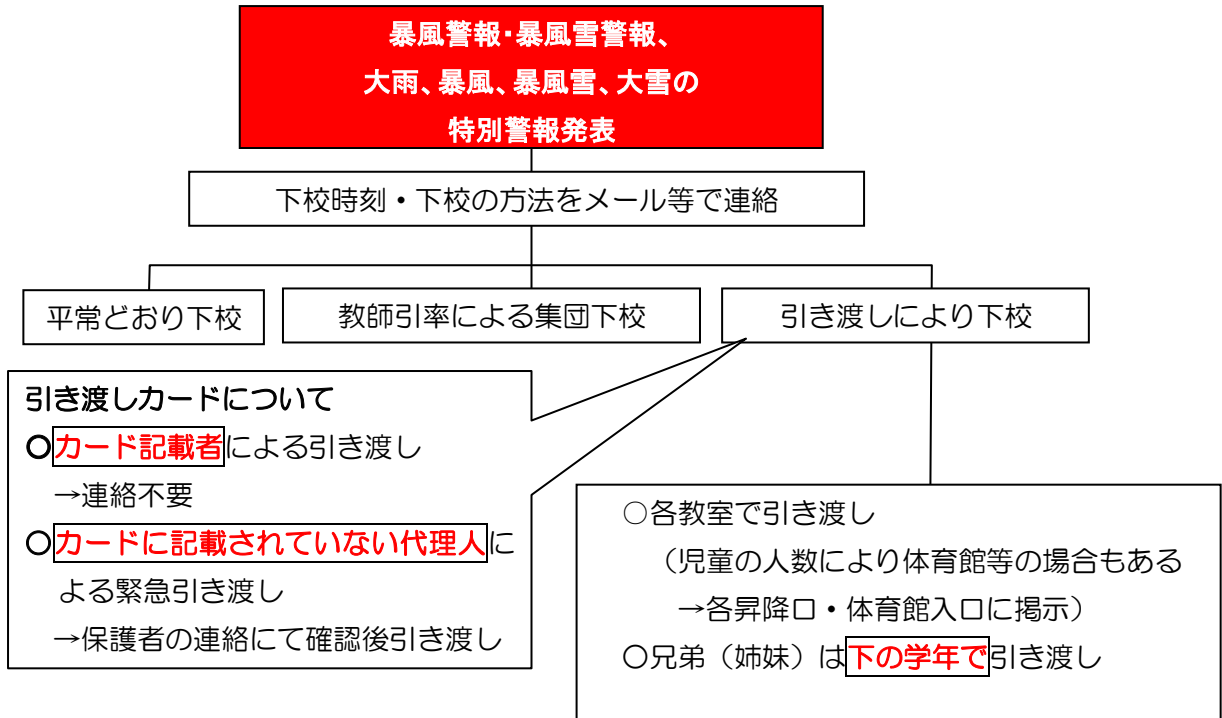 暴風警報・暴風雪警報、
大雨、暴風、暴風雪、大雪の
特別警報発表
下校時刻・下校の方法をメール等で連絡
平常どおり下校
教師引率による集団下校
引き渡しにより下校
引き渡しカードについて
○カード記載者による引き渡し
→連絡不要
○カードに記載されていない代理人に
よる緊急引き渡し
→保護者の連絡にて確認後引き渡し
○各教室で引き渡し
（児童の人数により体育館等の場合もある
→各昇降口・体育館入口に掲示）
○兄弟（姉妹）は下の学年で引き渡し